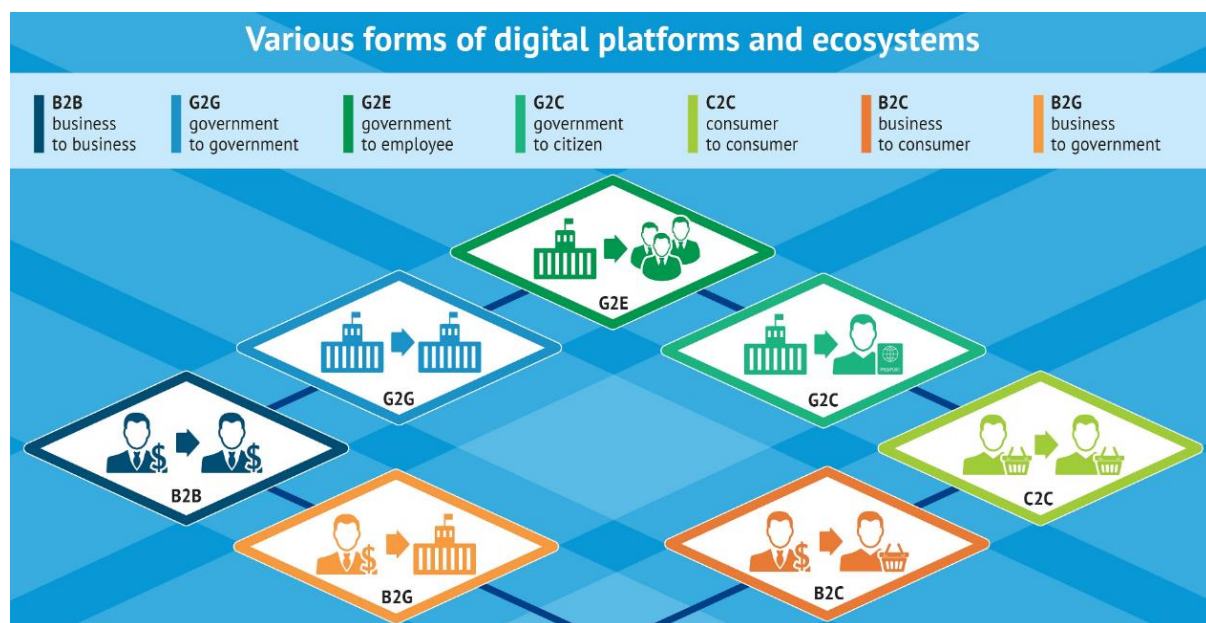 Various forms of digital platforms and ecosystems
B2B
business
to business
G2G
government
to government
G2E
government
to employee
G2C
government
to citizen
C2C
consumer
to consumer
B2C
business
to consumer
B2G
business
to government
G2E
G2G
G2C
PASSPORT
B2B
C2C
B2G
B2C